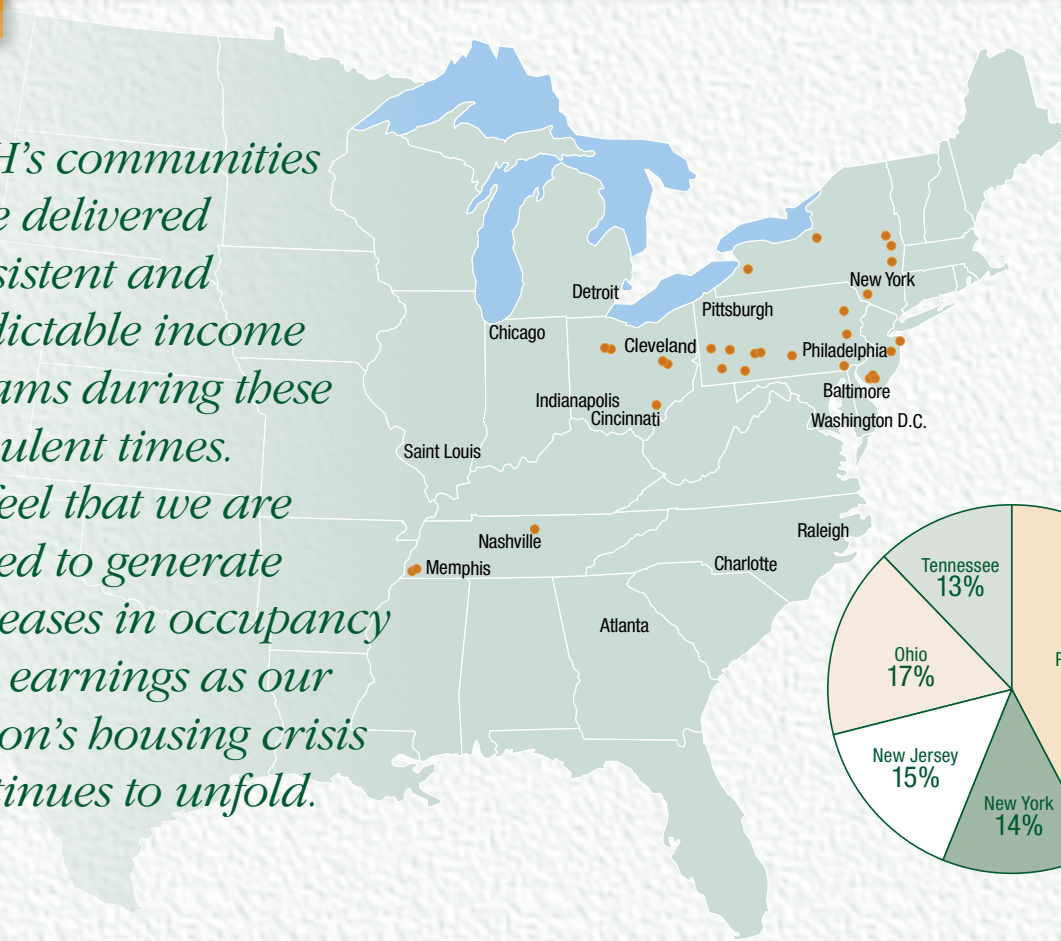 H's communities
e delivered
sistent and
dictable income
ams during these
ulent times.
feel that we are
ed to generate
eases in occupancy
earnings as our
on's housing crisis
tinues to unfold.
Detroit
Chicago
Cleveland
Pittsburgh
New York
Philadelphia
Baltimore
Washington D.C.
Indianapolis
Cincinnati
Saint Louis
Nashville
Memphis
Raleigh
Charlotte
Atlanta
Tennessee
13%
Ohio
17%
New Jersey
15%
New York
14%